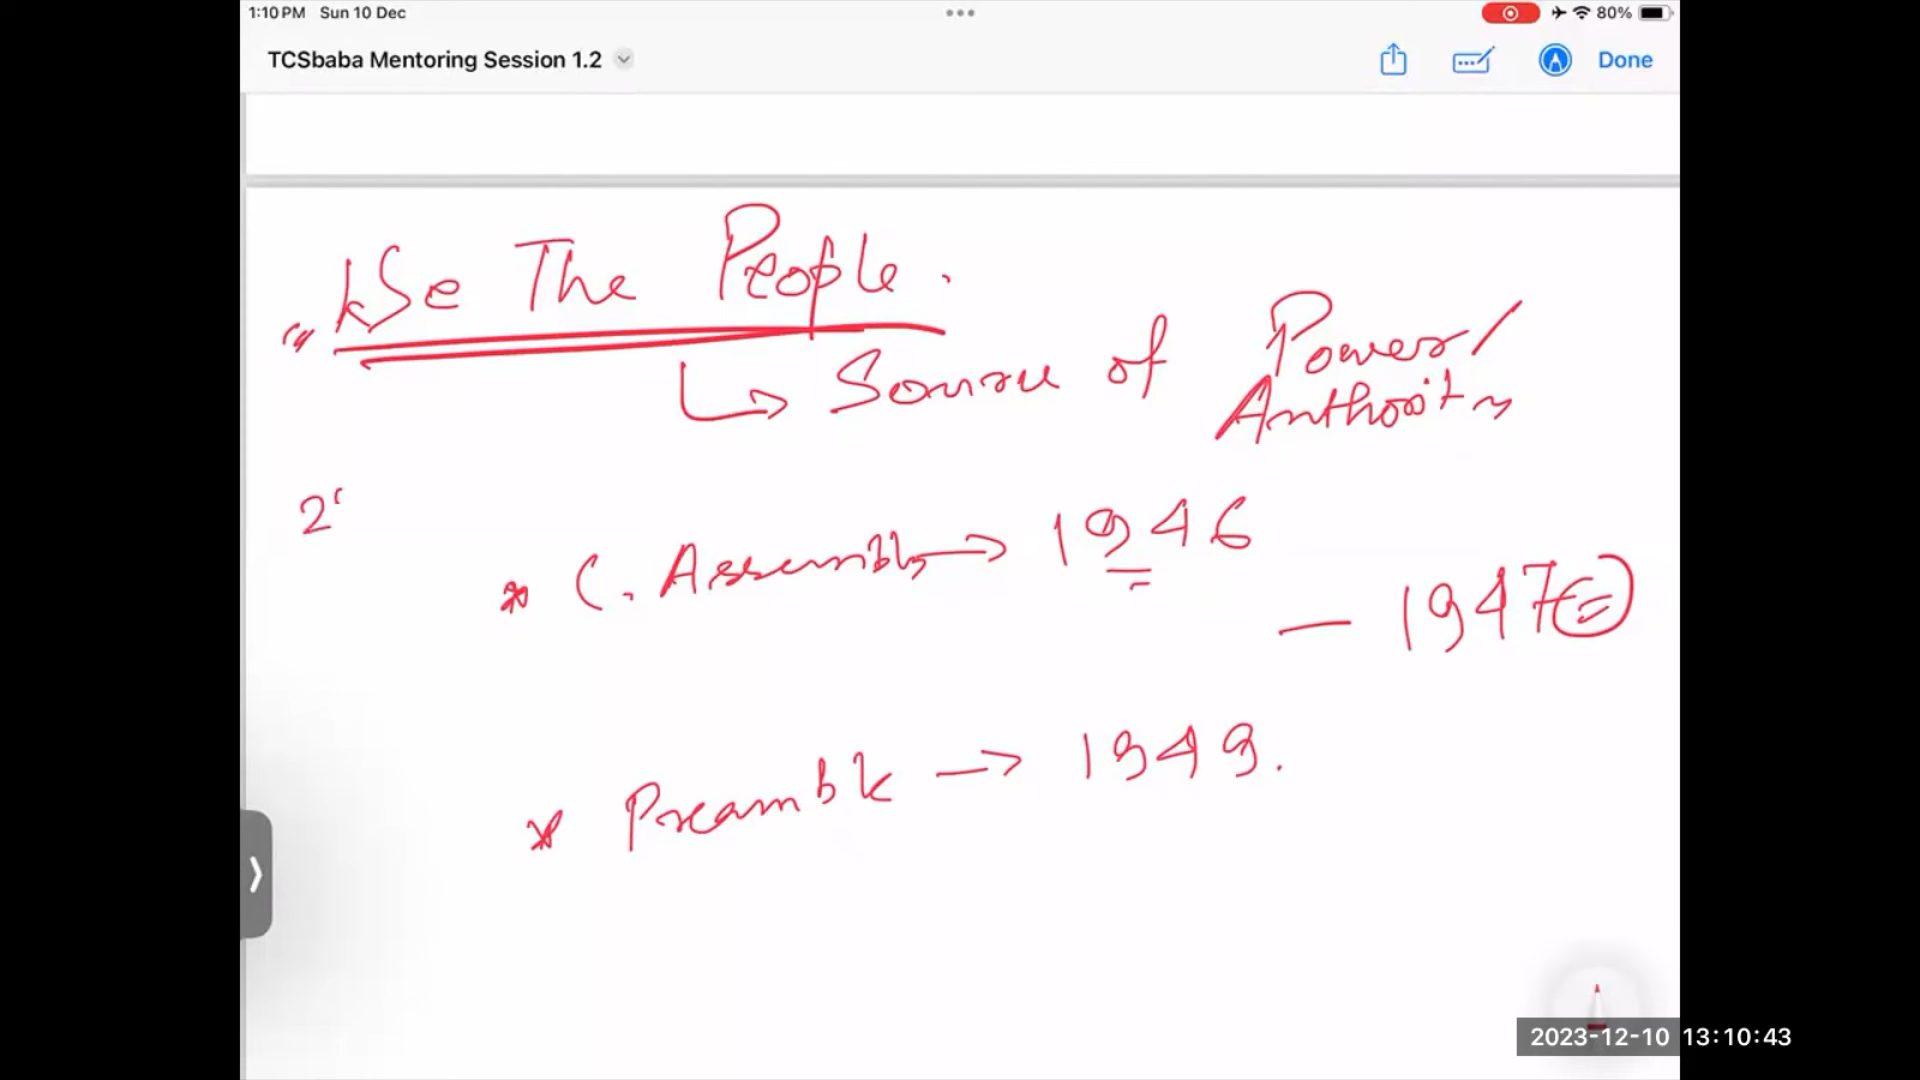 1:10 PM Sun 10 Dec
80%
TCSbaba Mentoring Session 1.2
Done
" We The People .
↳ Source of Power/
Authority
2'
* C. Assembly → 1946
— 1947
* Preamble → 1949.
2023-12-10 13:10:43